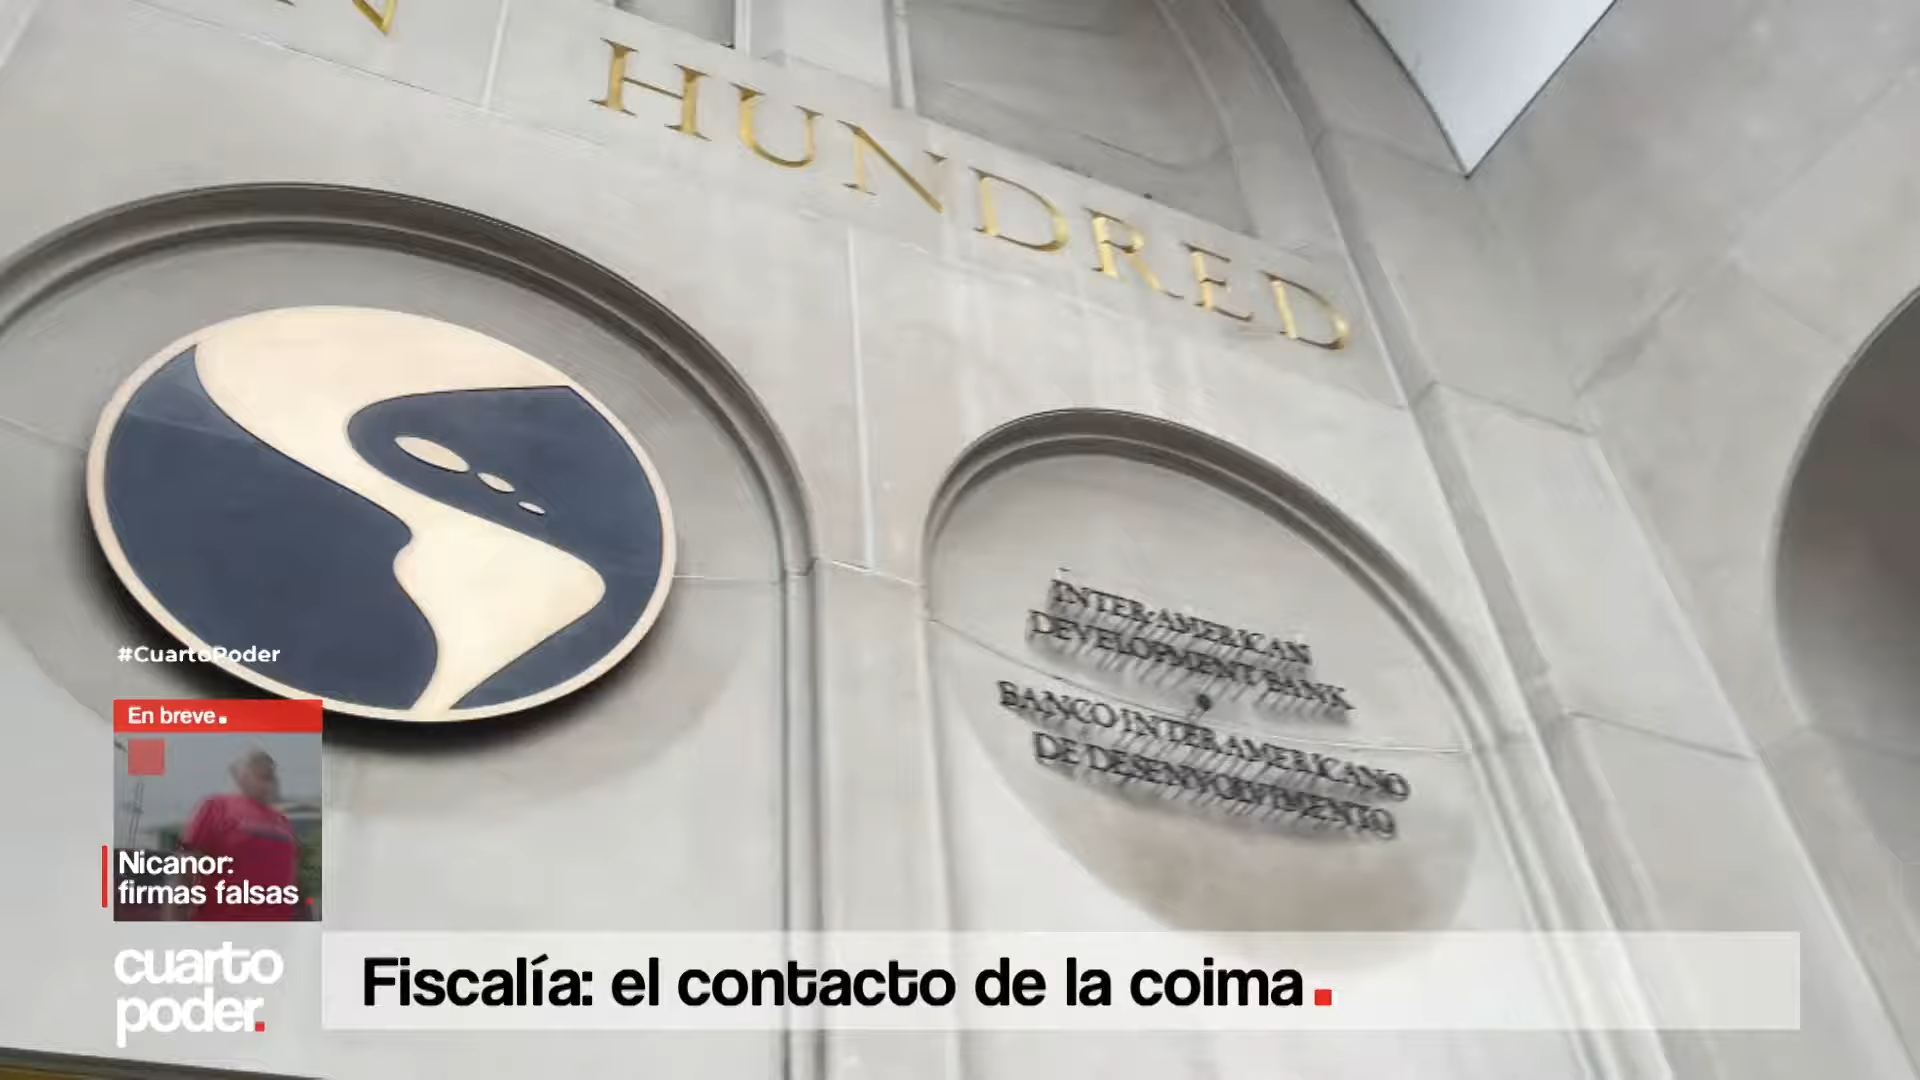 HUNDRED
INTER-AMERICAN
DEVELOPMENT BANK
BANCO INTERAMERICANO
DE DESENVOLVIMENTO
#CuartoPoder
En breve.
Nicanor:
firmas falsas.
cuarto
poder.
Fiscalía: el contacto de la coima.